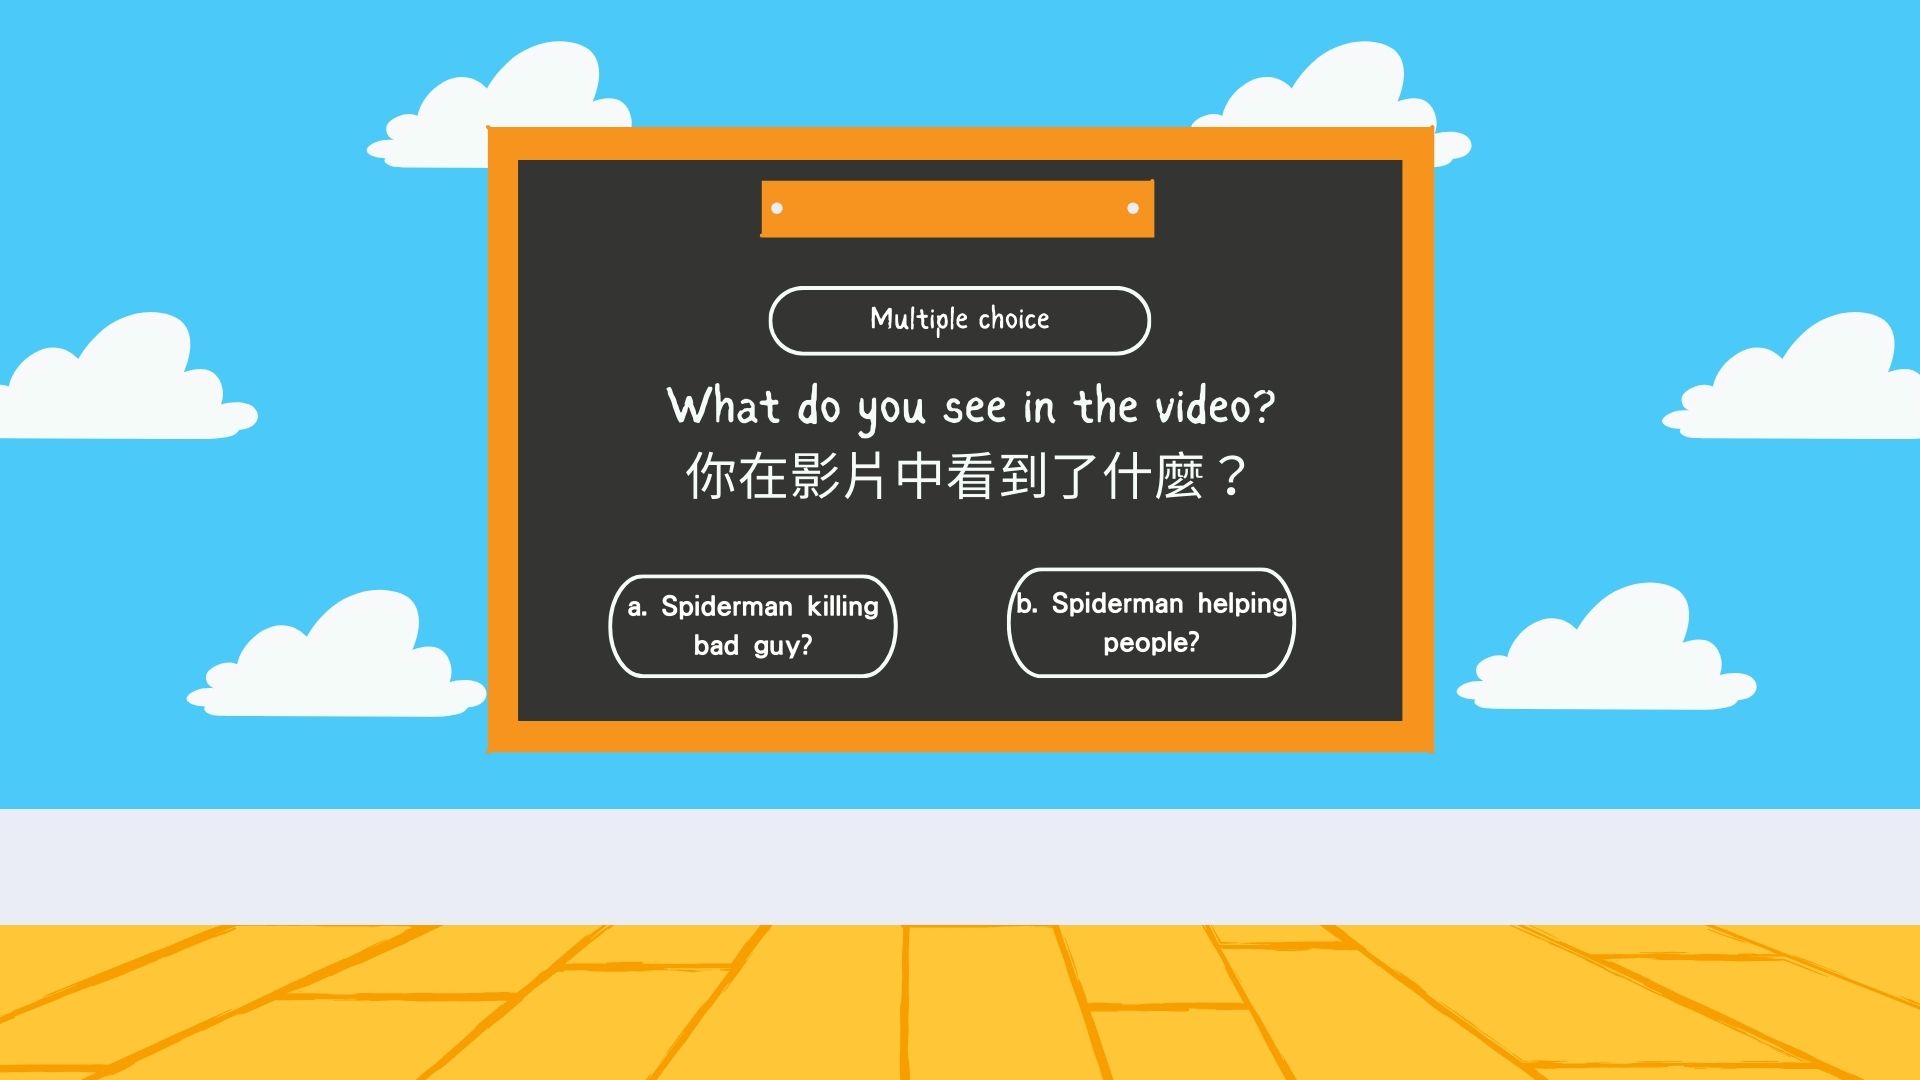 Multiple choice
What do you see in the video?
你在影片中看到了什麼？
a. Spiderman killing
bad guy?
b. Spiderman helping
people?